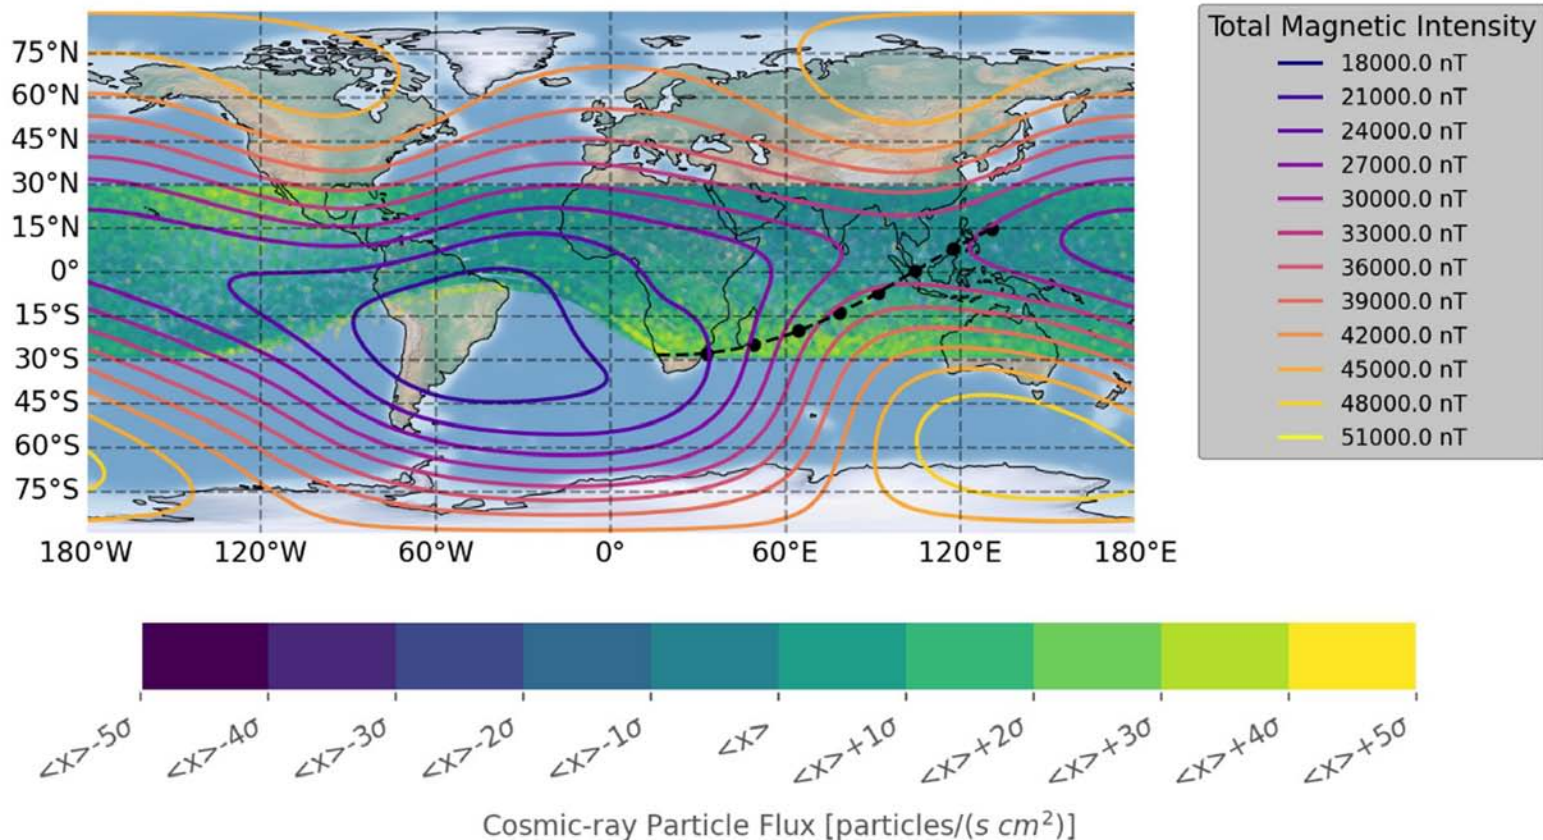 Total Magnetic Intensity
18000.0 nT
21000.0 nT
24000.0 nT
27000.0 nT
30000.0 nT
33000.0 nT
36000.0 nT
39000.0 nT
42000.0 nT
45000.0 nT
48000.0 nT
51000.0 nT
75°N
60°N
45°N
30°N
15°N
0°
15°S
30°S
45°S
60°S
75°S
180°W 120°W 60°W 0° 60°E 120°E 180°E
<x>-5σ <x>-4σ <x>-3σ <x>-2σ <x>-1σ <x> <x>+1σ <x>+2σ <x>+3σ <x>+4σ <x>+5σ
Cosmic-ray Particle Flux [particles/(s cm²)]